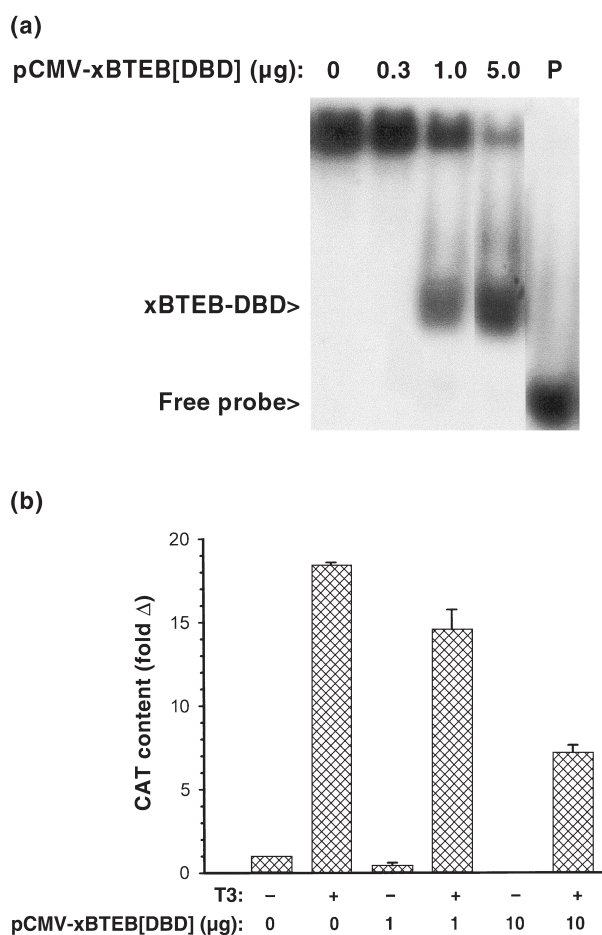 (a)
pCMV-xBTEB[DBD] (µg): 0 0.3 1.0 5.0 P
xBTEB-DBD>
Free probe>
(b)
CAT content (fold Δ)
20
15
10
5
0
T3: – + – + – +
pCMV-xBTEB[DBD] (µg): 0 0 1 1 10 10